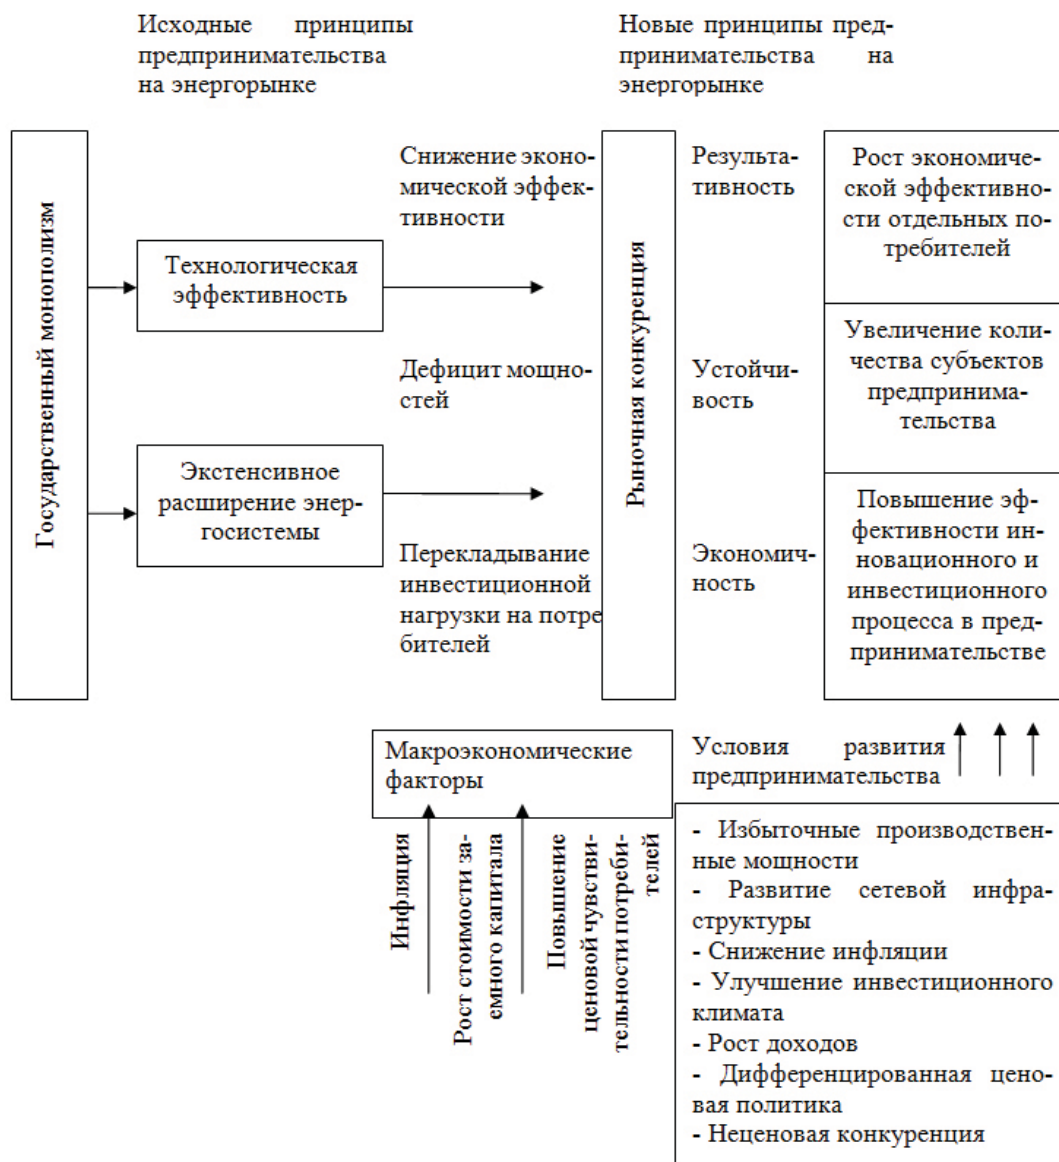 Исходные принципы
предпринимательства
на энергорынке
Новые принципы пред-
принимательства на
энергорынке
Государственный монополизм
Технологическая
эффективность
Экстенсивное
расширение энер-
госистемы
Снижение эконо-
мической эффек-
тивности
Дефицит мощно-
стей
Перекладывание
инвестиционной
нагрузки на потре
бителей
Рыночная конкуренция
Результа-
тивность
Устойчи-
вость
Экономич-
ность
Рост экономиче-
ской эффективно-
сти отдельных по-
требителей
Увеличение коли-
чества субъектов
предпринима-
тельства
Повышение эф-
фективности ин-
новационного и
инвестиционного
процесса в пред-
принимательстве
Макроэкономические
факторы
Инфляция
Рост стоимости за-
емного капитала
Повышение
ценовой чувстви-
тельности потреби-
телей
Условия развития
предпринимательства
- Избыточные производствен-
ные мощности
- Развитие сетевой инфра-
структуры
- Снижение инфляции
- Улучшение инвестиционного
климата
- Рост доходов
- Дифференцированная цено-
вая политика
- Неценовая конкуренция